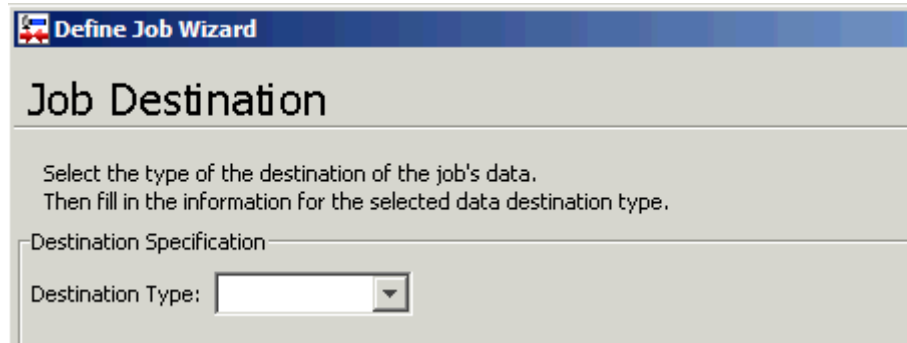 Define Job Wizard
Job Destination
Select the type of the destination of the job's data.
Then fill in the information for the selected data destination type.
Destination Specification
Destination Type: